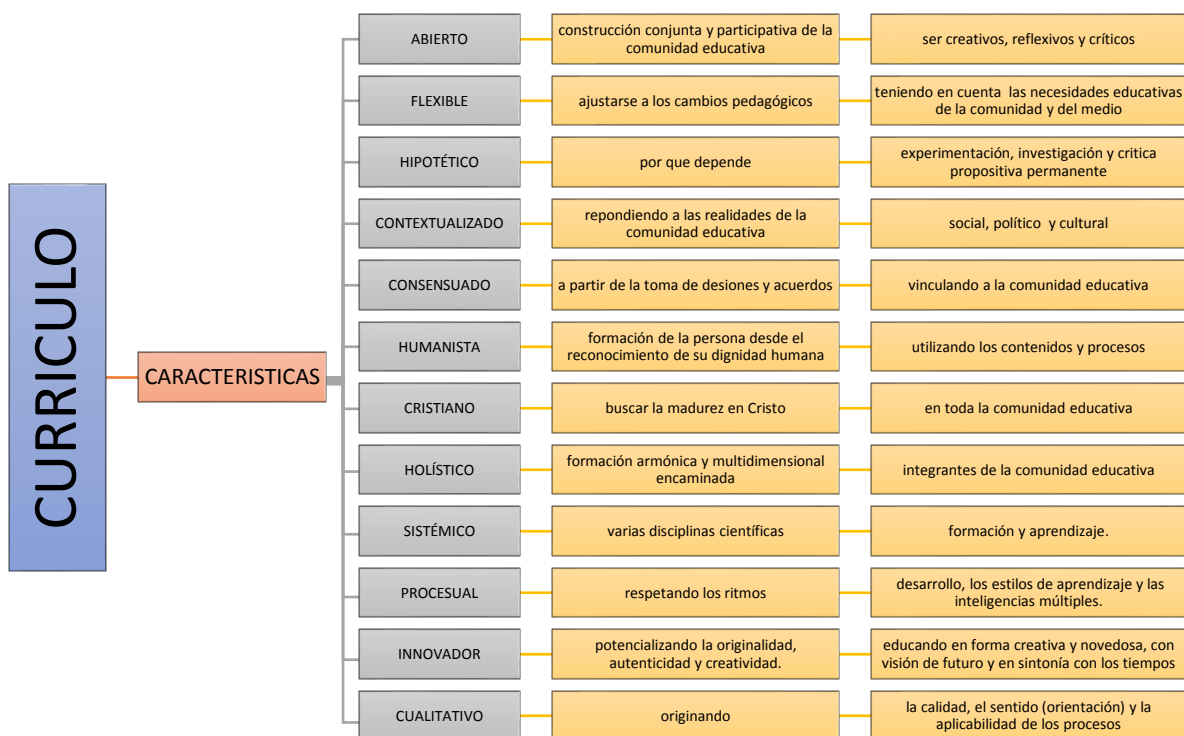 CURRICULO
CARACTERISTICAS
ABIERTO
construcción conjunta y participativa de la
comunidad educativa
ser creativos, reflexivos y críticos
FLEXIBLE
ajustarse a los cambios pedagógicos
teniendo en cuenta las necesidades educativas
de la comunidad y del medio
HIPOTÉTICO
por que depende
experimentación, investigación y critica
propositiva permanente
CONTEXTUALIZADO
repondiendo a las realidades de la
comunidad educativa
social, político y cultural
CONSENSUADO
a partir de la toma de desiones y acuerdos
vinculando a la comunidad educativa
HUMANISTA
formación de la persona desde el
reconocimiento de su dignidad humana
utilizando los contenidos y procesos
CRISTIANO
buscar la madurez en Cristo
en toda la comunidad educativa
HOLÍSTICO
formación armónica y multidimensional
encaminada
integrantes de la comunidad educativa
SISTÉMICO
varias disciplinas científicas
formación y aprendizaje.
PROCESUAL
respetando los ritmos
desarrollo, los estilos de aprendizaje y las
inteligencias múltiples.
INNOVADOR
potencializando la originalidad,
autenticidad y creatividad.
educando en forma creativa y novedosa, con
visión de futuro y en sintonía con los tiempos
CUALITATIVO
originando
la calidad, el sentido (orientación) y la
aplicabilidad de los procesos